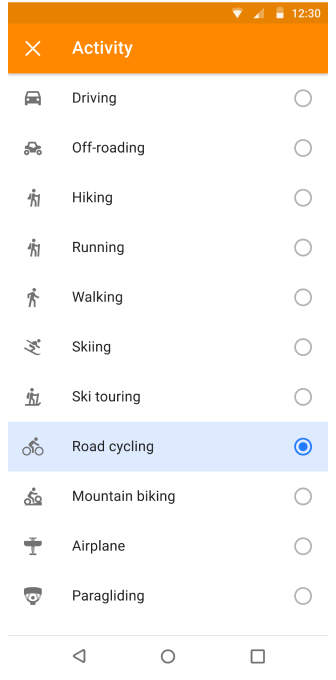 12:30
Activity
Driving
Off-roading
Hiking
Running
Walking
Skiing
Ski touring
Road cycling
Mountain biking
Airplane
Paragliding